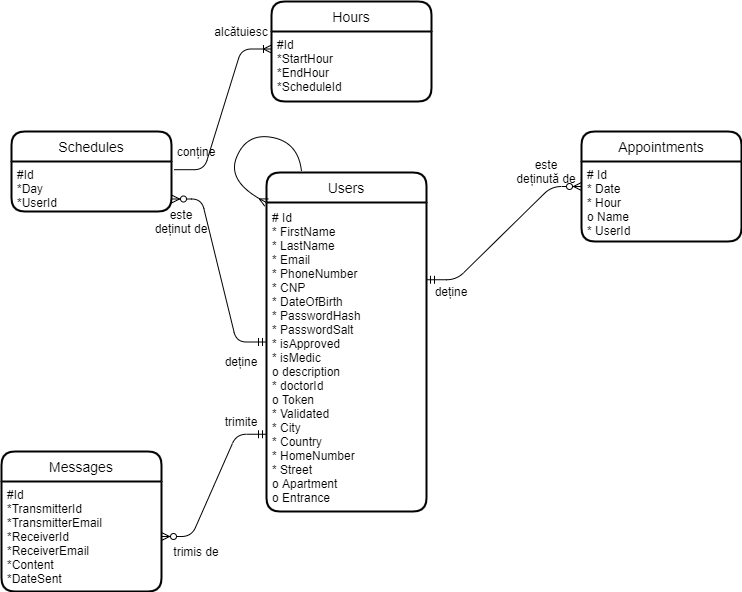 Hours
#Id
*StartHour
*EndHour
*ScheduleId
alcătuiesc
conține
Schedules
#Id
*Day
*UserId
este
deținut de
deține
Users
# Id
* FirstName
* LastName
* Email
* PhoneNumber
* CNP
* DateOfBirth
* PasswordHash
* PasswordSalt
* isApproved
* isMedic
o description
* doctorId
o Token
* Validated
* City
* Country
* HomeNumber
* Street
o Apartment
o Entrance
Appointments
# Id
* Date
* Hour
o Name
* UserId
este
deținută de
deține
trimite
trimis de
Messages
#Id
*TransmitterId
*TransmitterEmail
*ReceiverId
*ReceiverEmail
*Content
*DateSent